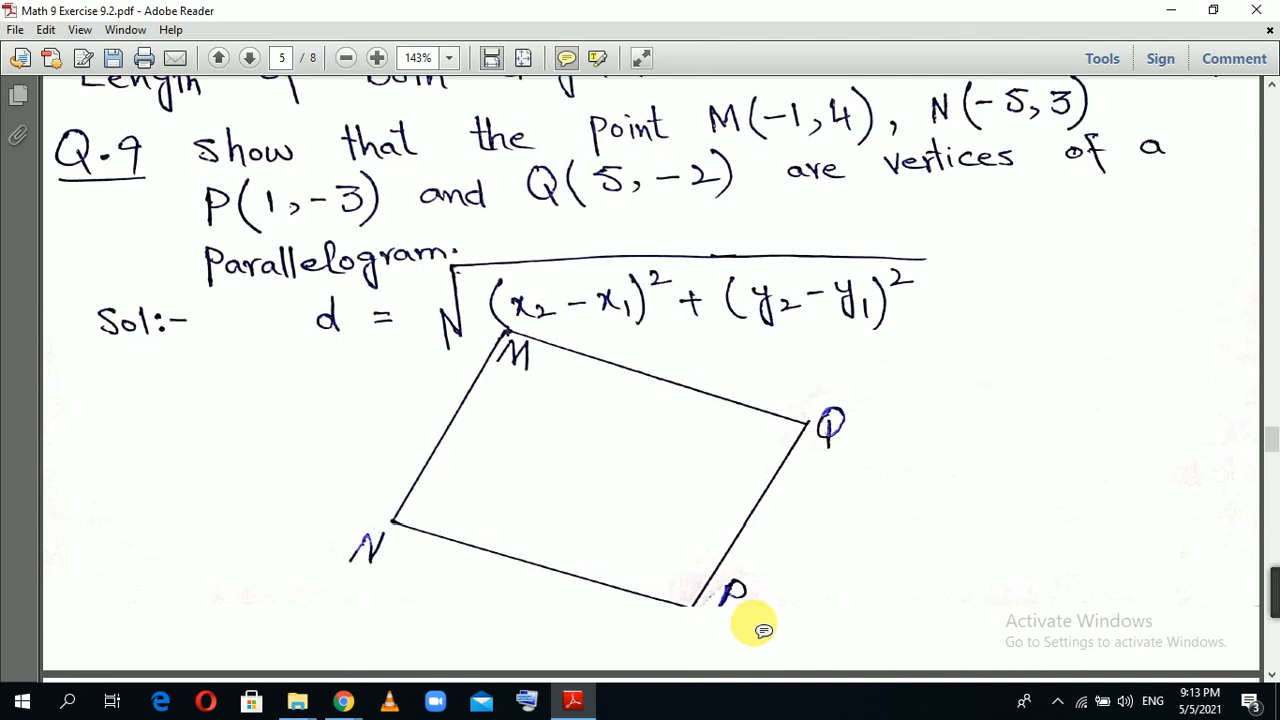 Math 9 Exercise 9.2.pdf - Adobe Reader
File Edit View Window Help
5 / 8 143% Tools Sign Comment
Length of
Q.9 show that the point M(-1,4), N(-5,3)
P(1,-3) and Q(5,-2) are vertices of a
Parallelogram.
Sol:- d = √(x₂-x₁)² + (y₂-y₁)²
M
Q
N
P
Activate Windows
Go to Settings to activate Windows.
ENG
9:13 PM
5/5/2021
3